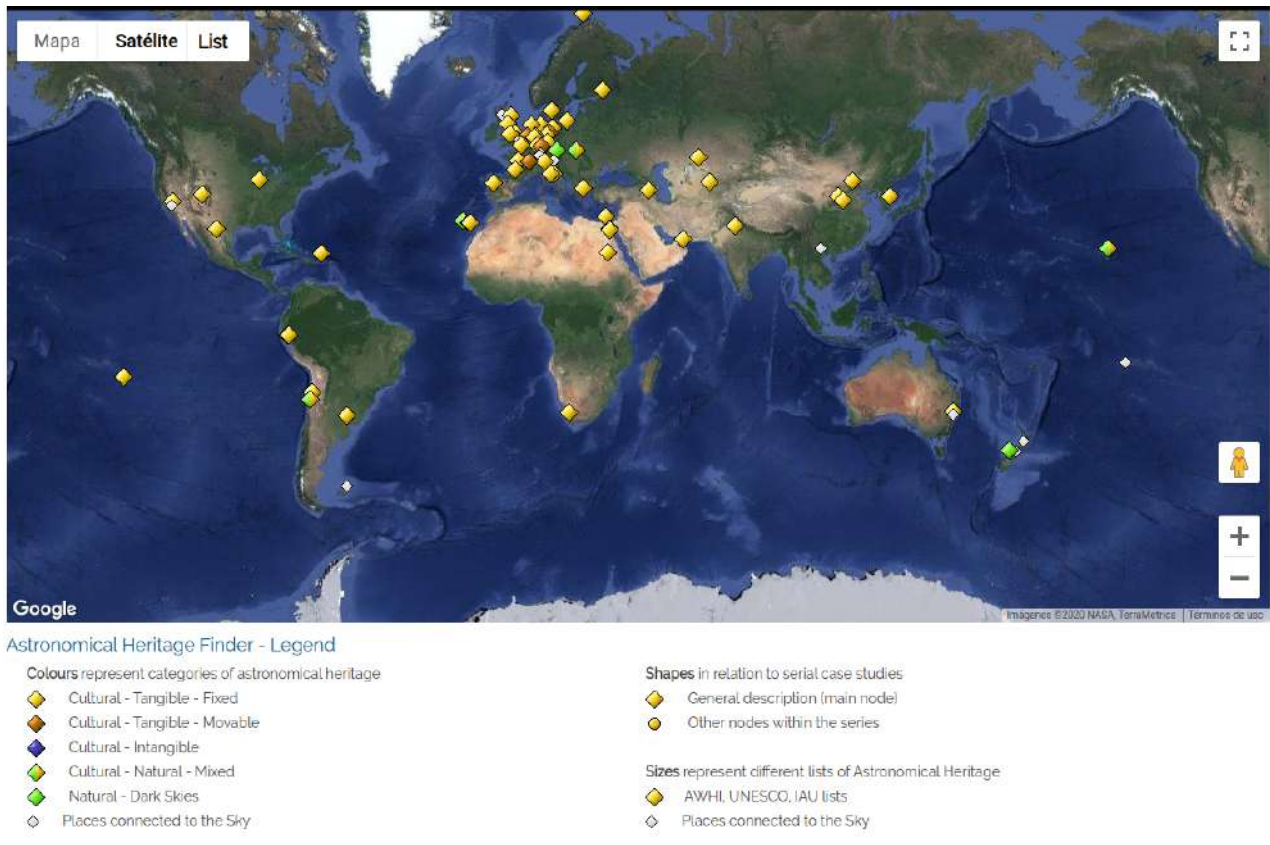 Mapa Satélite List
Google
Imágenes ©2020 NASA, TerraMetrics Términos de uso
Astronomical Heritage Finder - Legend
Colours represent categories of astronomical heritage
Cultural - Tangible - Fixed
Cultural - Tangible - Movable
Cultural - Intangible
Cultural - Natural - Mixed
Natural - Dark Skies
Places connected to the Sky
Shapes in relation to serial case studies
General description (main node)
Other nodes within the series
Sizes represent different lists of Astronomical Heritage
AWHI, UNESCO, IAU lists
Places connected to the Sky